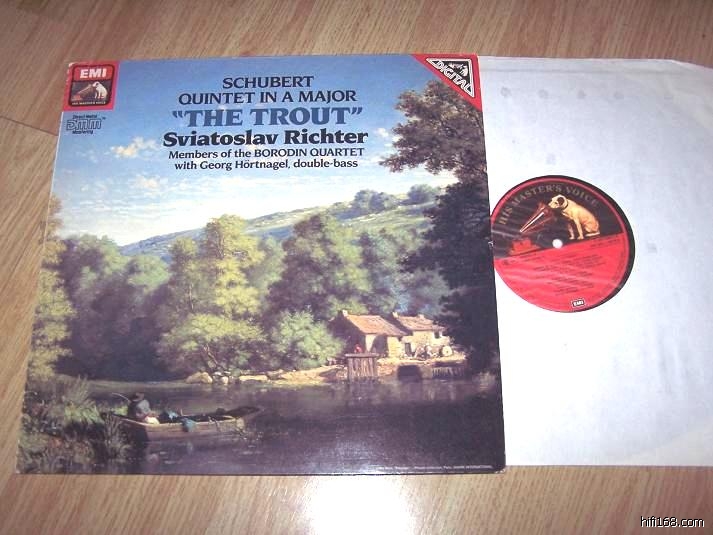 EMI
HIS MASTER'S VOICE
DIGITAL
Direct Metal
DMM
Mastering
SCHUBERT
QUINTET IN A MAJOR
"THE TROUT"
Sviatoslav Richter
Members of the BORODIN QUARTET
with Georg Hörtnagel, double-bass
HIS MASTER'S VOICE
EMI
hifi168.com